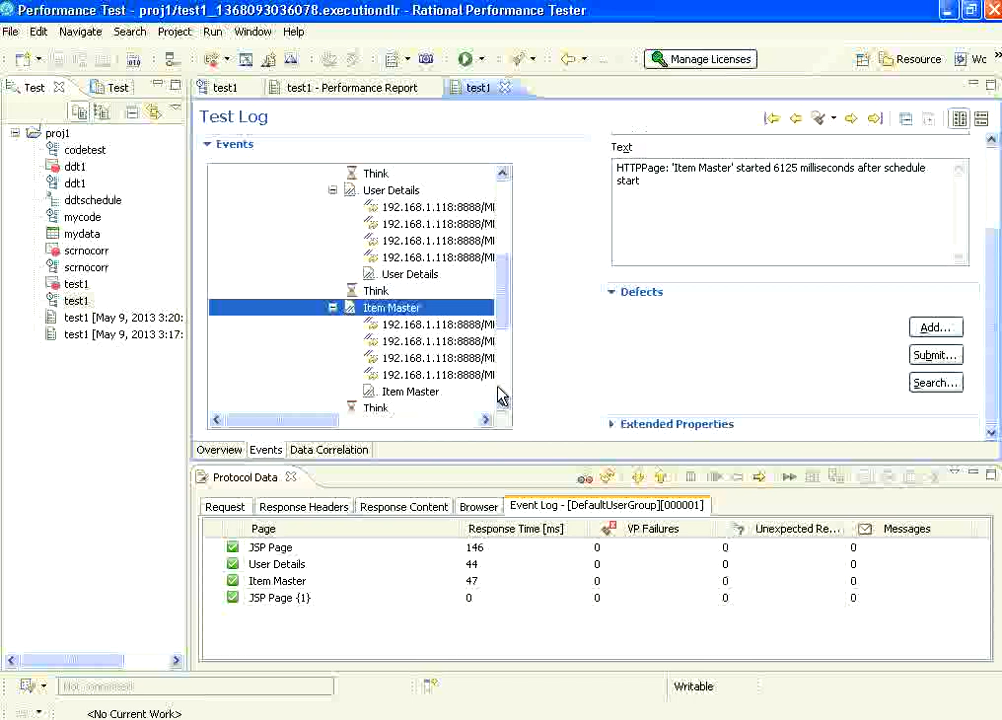 Performance Test - proj1/test1_1368093036078.executiondlr - Rational Performance Tester
File Edit Navigate Search Project Run Window Help
Manage Licenses
Resource
Wc
Test
Test
test1
test1 - Performance Report
test1
proj1
codetest
ddt1
ddt1
ddtschedule
mycode
mydata
scrnocorr
scrnocorr
test1
test1
test1 [May 9, 2013 3:20:
test1 [May 9, 2013 3:17:
Test Log
Events
Think
User Details
192.168.1.118:8888/MI
192.168.1.118:8888/MI
192.168.1.118:8888/MI
192.168.1.118:8888/MI
User Details
Think
Item Master
192.168.1.118:8888/MI
192.168.1.118:8888/MI
192.168.1.118:8888/MI
192.168.1.118:8888/MI
Item Master
Think
Text
HTTPPage: 'Item Master' started 6125 milliseconds after schedule
start
Defects
Add...
Submit...
Search...
Extended Properties
Overview Events Data Correlation
Protocol Data
Request Response Headers Response Content Browser Event Log - [DefaultUserGroup][000001]
Page Response Time [ms] VP Failures Unexpected Re... Messages
JSP Page 146 0 0 0
User Details 44 0 0 0
Item Master 47 0 0 0
JSP Page {1} 0 0 0 0
Writable
<No Current Work>